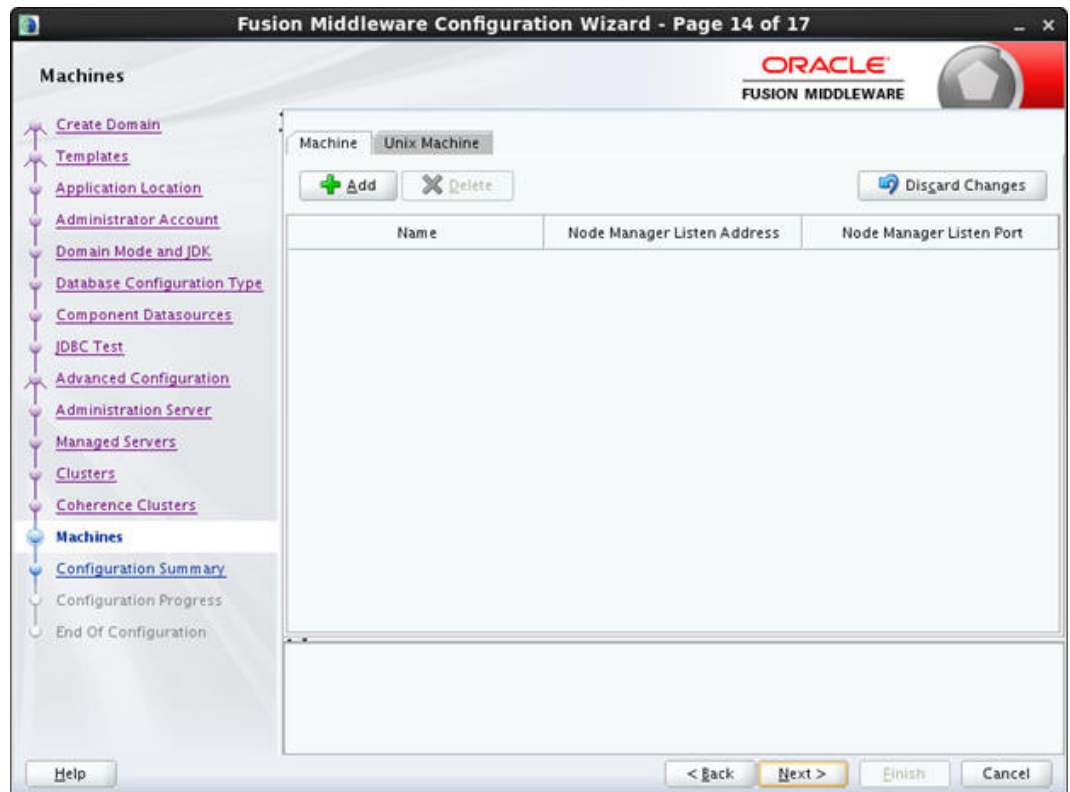 Fusion Middleware Configuration Wizard - Page 14 of 17
Machines
ORACLE
FUSION MIDDLEWARE
Create Domain
Templates
Application Location
Administrator Account
Domain Mode and JDK
Database Configuration Type
Component Datasources
JDBC Test
Advanced Configuration
Administration Server
Managed Servers
Clusters
Coherence Clusters
Machines
Configuration Summary
Configuration Progress
End Of Configuration
Machine Unix Machine
Add Delete Discard Changes
Name Node Manager Listen Address Node Manager Listen Port
Help < Back Next > Finish Cancel